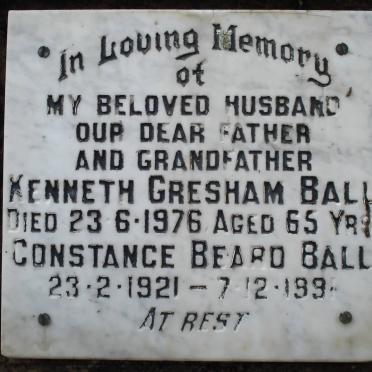 In Loving Memory
of
MY BELOVED HUSBAND
OUR DEAR FATHER
AND GRANDFATHER
KENNETH GRESHAM BALL
DIED 23·6·1976 AGED 65 YRS
CONSTANCE BEARD BALL
23·2·1921 –
AT REST